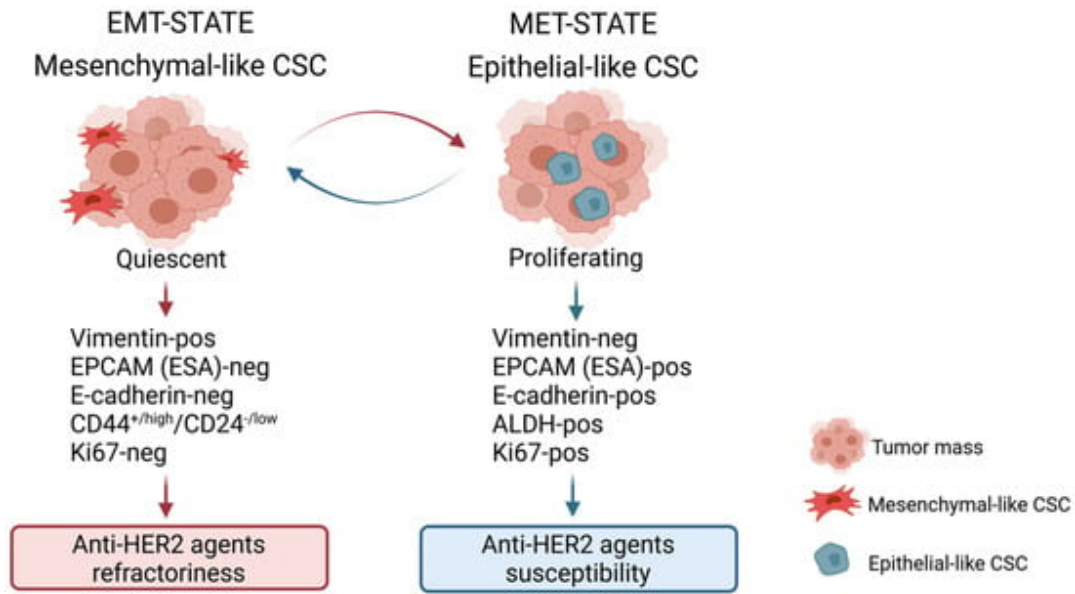 EMT-STATE
Mesenchymal-like CSC
Quiescent
Vimentin-pos
EPCAM (ESA)-neg
E-cadherin-neg
CD44+/high/CD24-/low
Ki67-neg
Anti-HER2 agents
refractoriness
MET-STATE
Epithelial-like CSC
Proliferating
Vimentin-neg
EPCAM (ESA)-pos
E-cadherin-pos
ALDH-pos
Ki67-pos
Anti-HER2 agents
susceptibility
Tumor mass
Mesenchymal-like CSC
Epithelial-like CSC